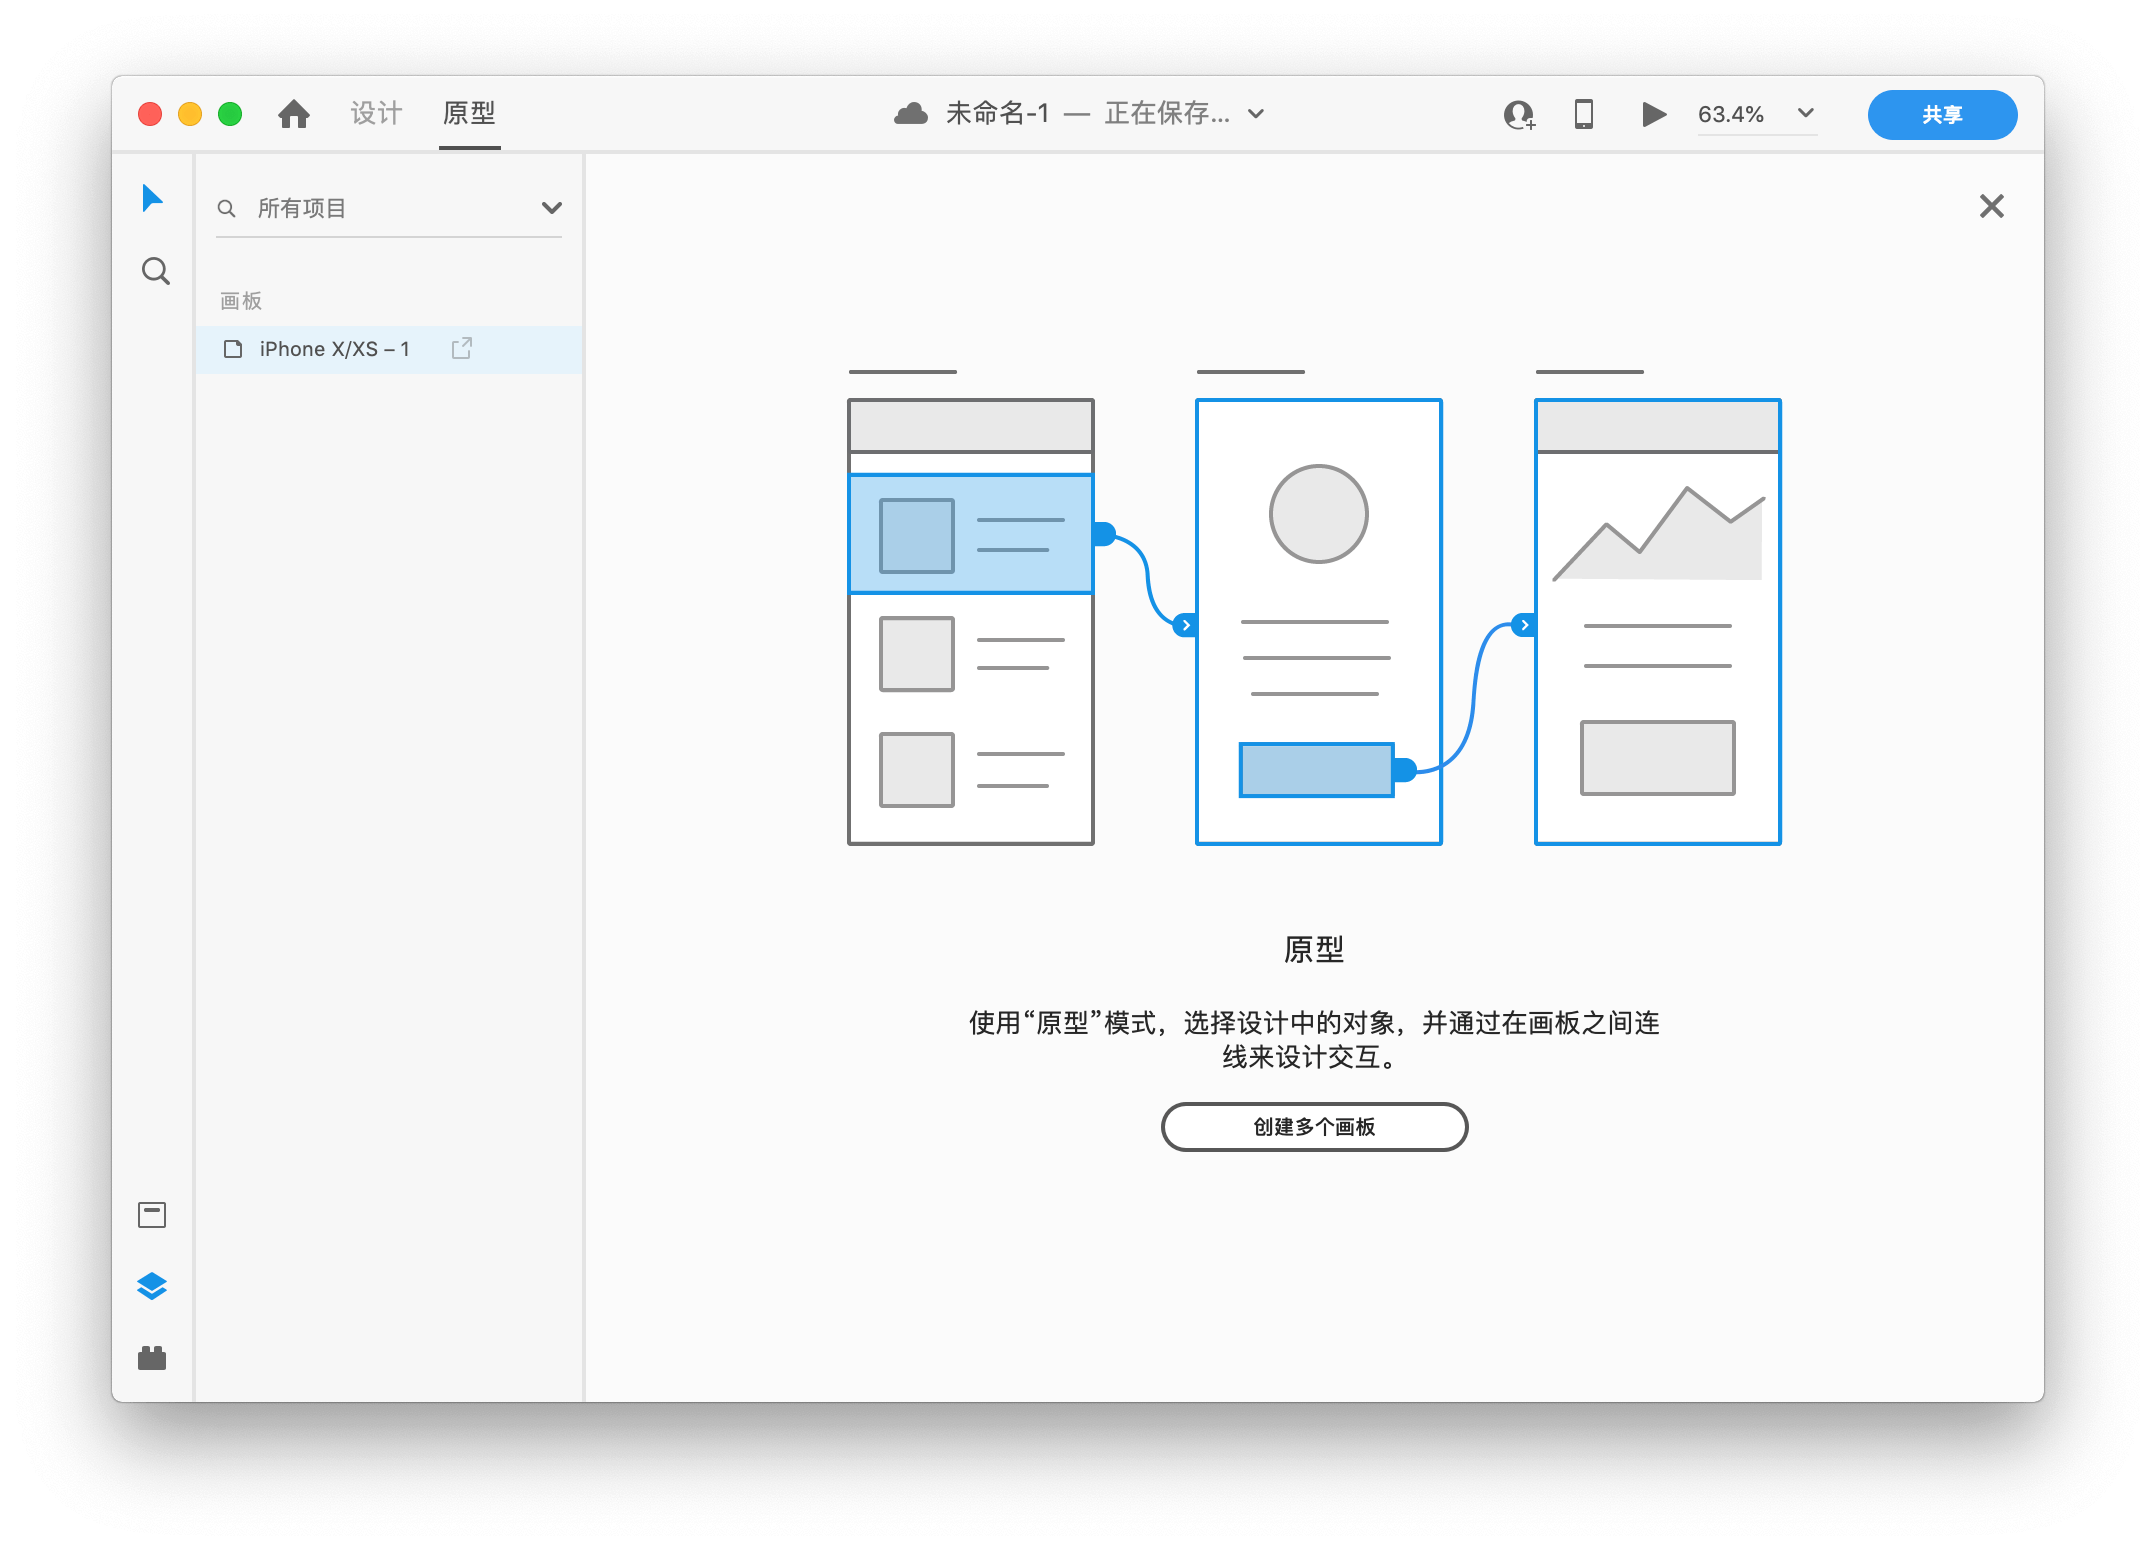 设计 原型 未命名-1 — 正在保存... 63.4% 共享
所有项目
画板
iPhone X/XS – 1
原型
使用“原型”模式，选择设计中的对象，并通过在画板之间连
线来设计交互。
创建多个画板